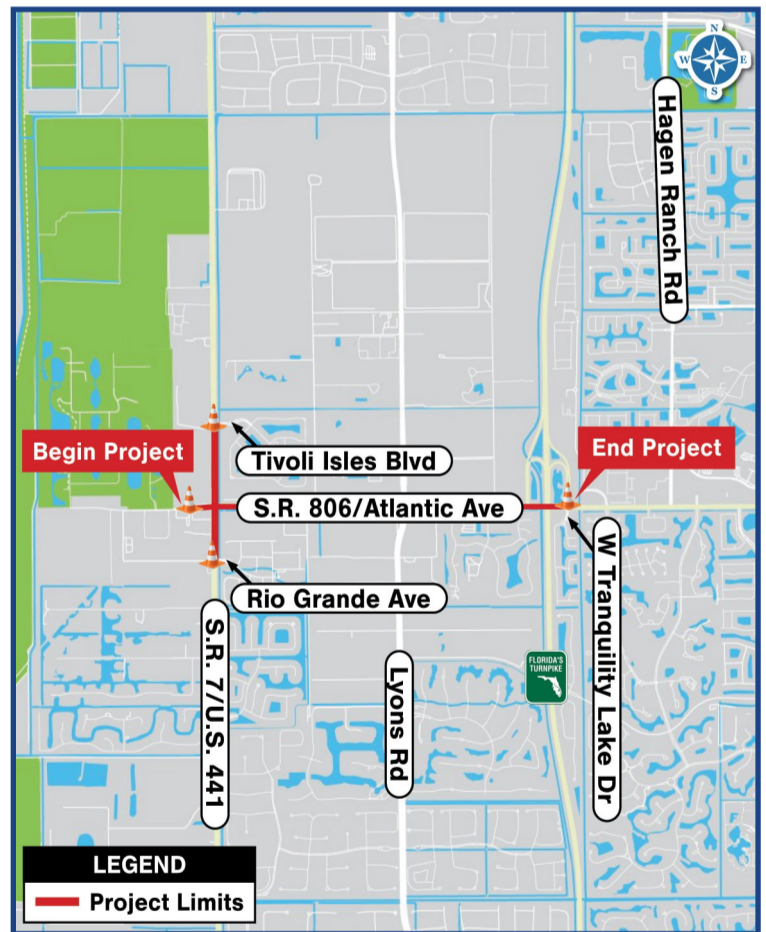 N
W E
S
Hagen Ranch Rd
Begin Project
End Project
Tivoli Isles Blvd
S.R. 806/Atlantic Ave
Rio Grande Ave
W Tranquility Lake Dr
S.R. 7/U.S. 441
Lyons Rd
FLORIDA'S
TURNPIKE
LEGEND
Project Limits